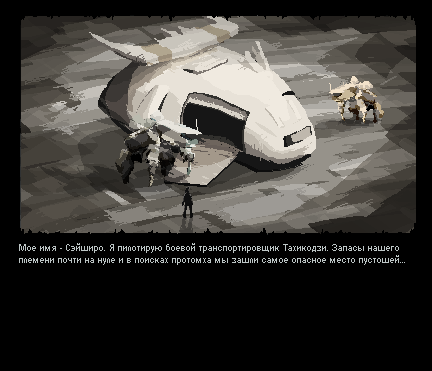 Мое имя - Сэйширо. Я пилотирую боевой транспортировщик Тахикодзи. Запасы нашего
племени почти на нуле и в поисках протомха мы зашли самое опасное место пустошей...